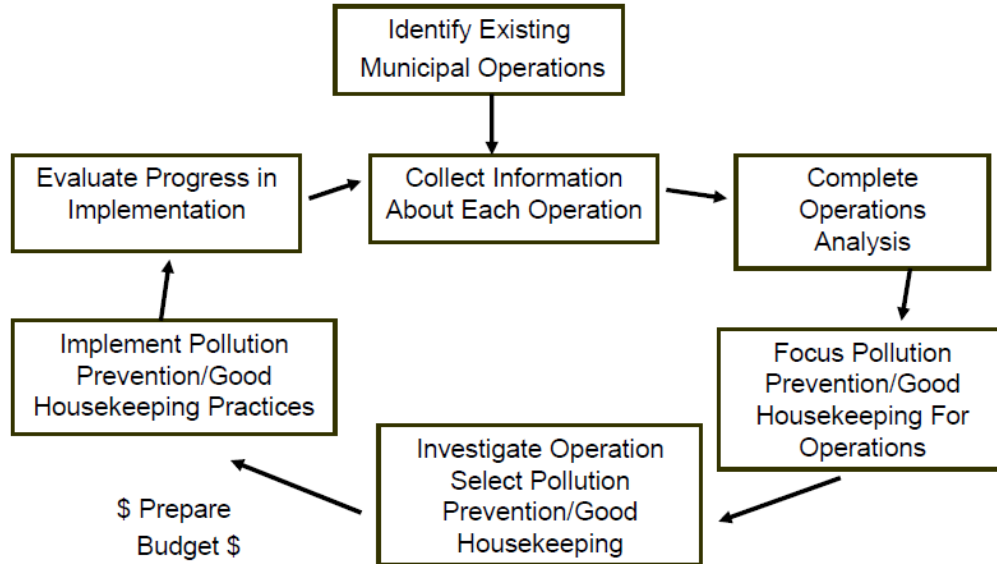 Identify Existing
Municipal Operations
Evaluate Progress in
Implementation
Collect Information
About Each Operation
Complete
Operations
Analysis
Implement Pollution
Prevention/Good
Housekeeping Practices
Focus Pollution
Prevention/Good
Housekeeping For
Operations
Investigate Operation
Select Pollution
Prevention/Good
Housekeeping
$ Prepare
Budget $